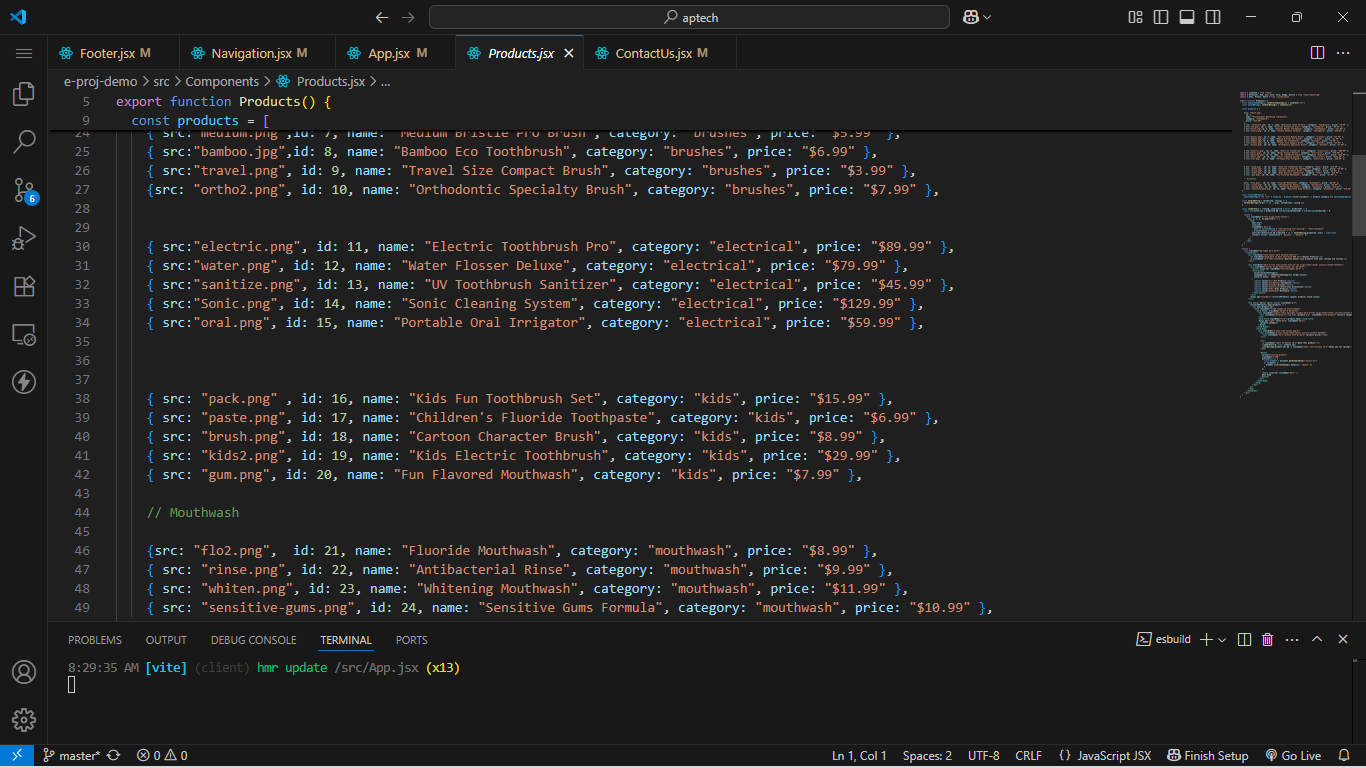 aptech
Footer.jsx M Navigation.jsx M App.jsx M Products.jsx ContactUs.jsx M
e-proj-demo > src > Components > Products.jsx > ...
5 export function Products() {
9 const products = [
24 { src:"medium.png",id: 7, name: "Medium Bristle Pro Brush", category: "brushes", price: "$5.99" },
25 { src:"bamboo.jpg",id: 8, name: "Bamboo Eco Toothbrush", category: "brushes", price: "$6.99" },
26 { src:"travel.png", id: 9, name: "Travel Size Compact Brush", category: "brushes", price: "$3.99" },
27 {src: "ortho2.png", id: 10, name: "Orthodontic Specialty Brush", category: "brushes", price: "$7.99" },
28
29
30 { src:"electric.png", id: 11, name: "Electric Toothbrush Pro", category: "electrical", price: "$89.99" },
31 { src:"water.png", id: 12, name: "Water Flosser Deluxe", category: "electrical", price: "$79.99" },
32 { src:"sanitize.png", id: 13, name: "UV Toothbrush Sanitizer", category: "electrical", price: "$45.99" },
33 { src:"Sonic.png", id: 14, name: "Sonic Cleaning System", category: "electrical", price: "$129.99" },
34 { src:"oral.png", id: 15, name: "Portable Oral Irrigator", category: "electrical", price: "$59.99" },
35
36
37
38 { src: "pack.png" , id: 16, name: "Kids Fun Toothbrush Set", category: "kids", price: "$15.99" },
39 { src: "paste.png", id: 17, name: "Children's Fluoride Toothpaste", category: "kids", price: "$6.99" },
40 { src: "brush.png", id: 18, name: "Cartoon Character Brush", category: "kids", price: "$8.99" },
41 { src: "kids2.png", id: 19, name: "Kids Electric Toothbrush", category: "kids", price: "$29.99" },
42 { src: "gum.png", id: 20, name: "Fun Flavored Mouthwash", category: "kids", price: "$7.99" },
43
44 // Mouthwash
45
46 {src: "flo2.png",  id: 21, name: "Fluoride Mouthwash", category: "mouthwash", price: "$8.99" },
47 { src: "rinse.png", id: 22, name: "Antibacterial Rinse", category: "mouthwash", price: "$9.99" },
48 { src: "whiten.png", id: 23, name: "Whitening Mouthwash", category: "mouthwash", price: "$11.99" },
49 { src: "sensitive-gums.png", id: 24, name: "Sensitive Gums Formula", category: "mouthwash", price: "$10.99" },
6
PROBLEMS OUTPUT DEBUG CONSOLE TERMINAL PORTS esbuild
8:29:35 AM [vite] (client) hmr update /src/App.jsx (x13)
master* 0 0 Ln 1, Col 1 Spaces: 2 UTF-8 CRLF {} JavaScript JSX Finish Setup Go Live